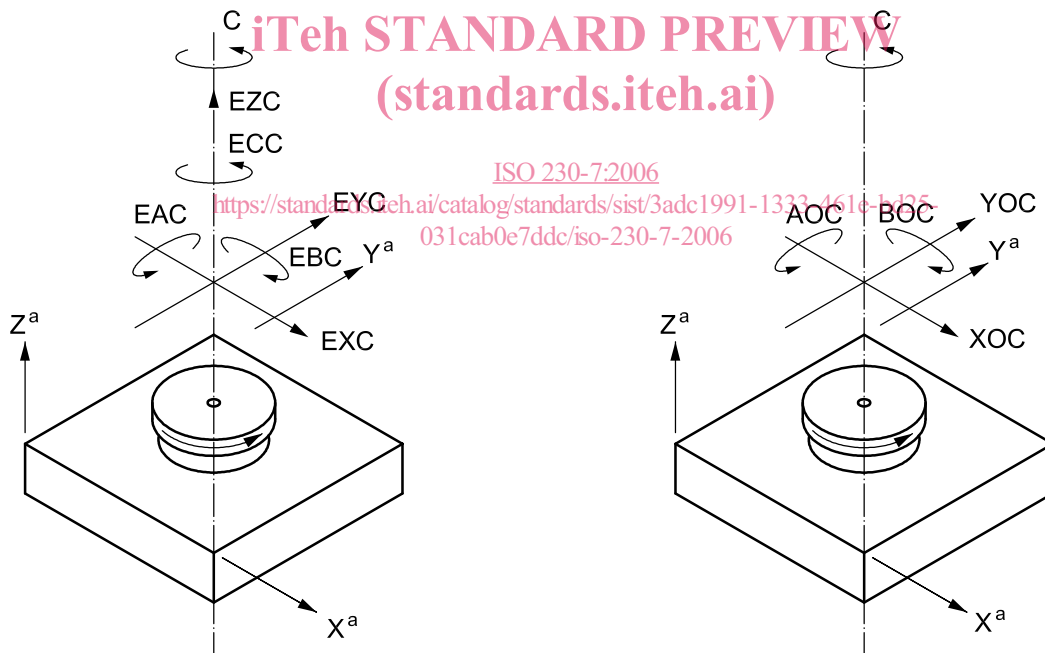 C
iTeh STANDARD PREVIEW
C
(standards.iteh.ai)
EZC
ECC
ISO 230-7:2006
https://standards.iteh.ai/catalog/standards/sist/3adc1991-1333-461e-bd25-
031cab0e7ddc/iso-230-7-2006
EAC
EYC
EBC
Y a
Z a
EXC
X a
AOC
BOC
YOC
Y a
Z a
XOC
X a